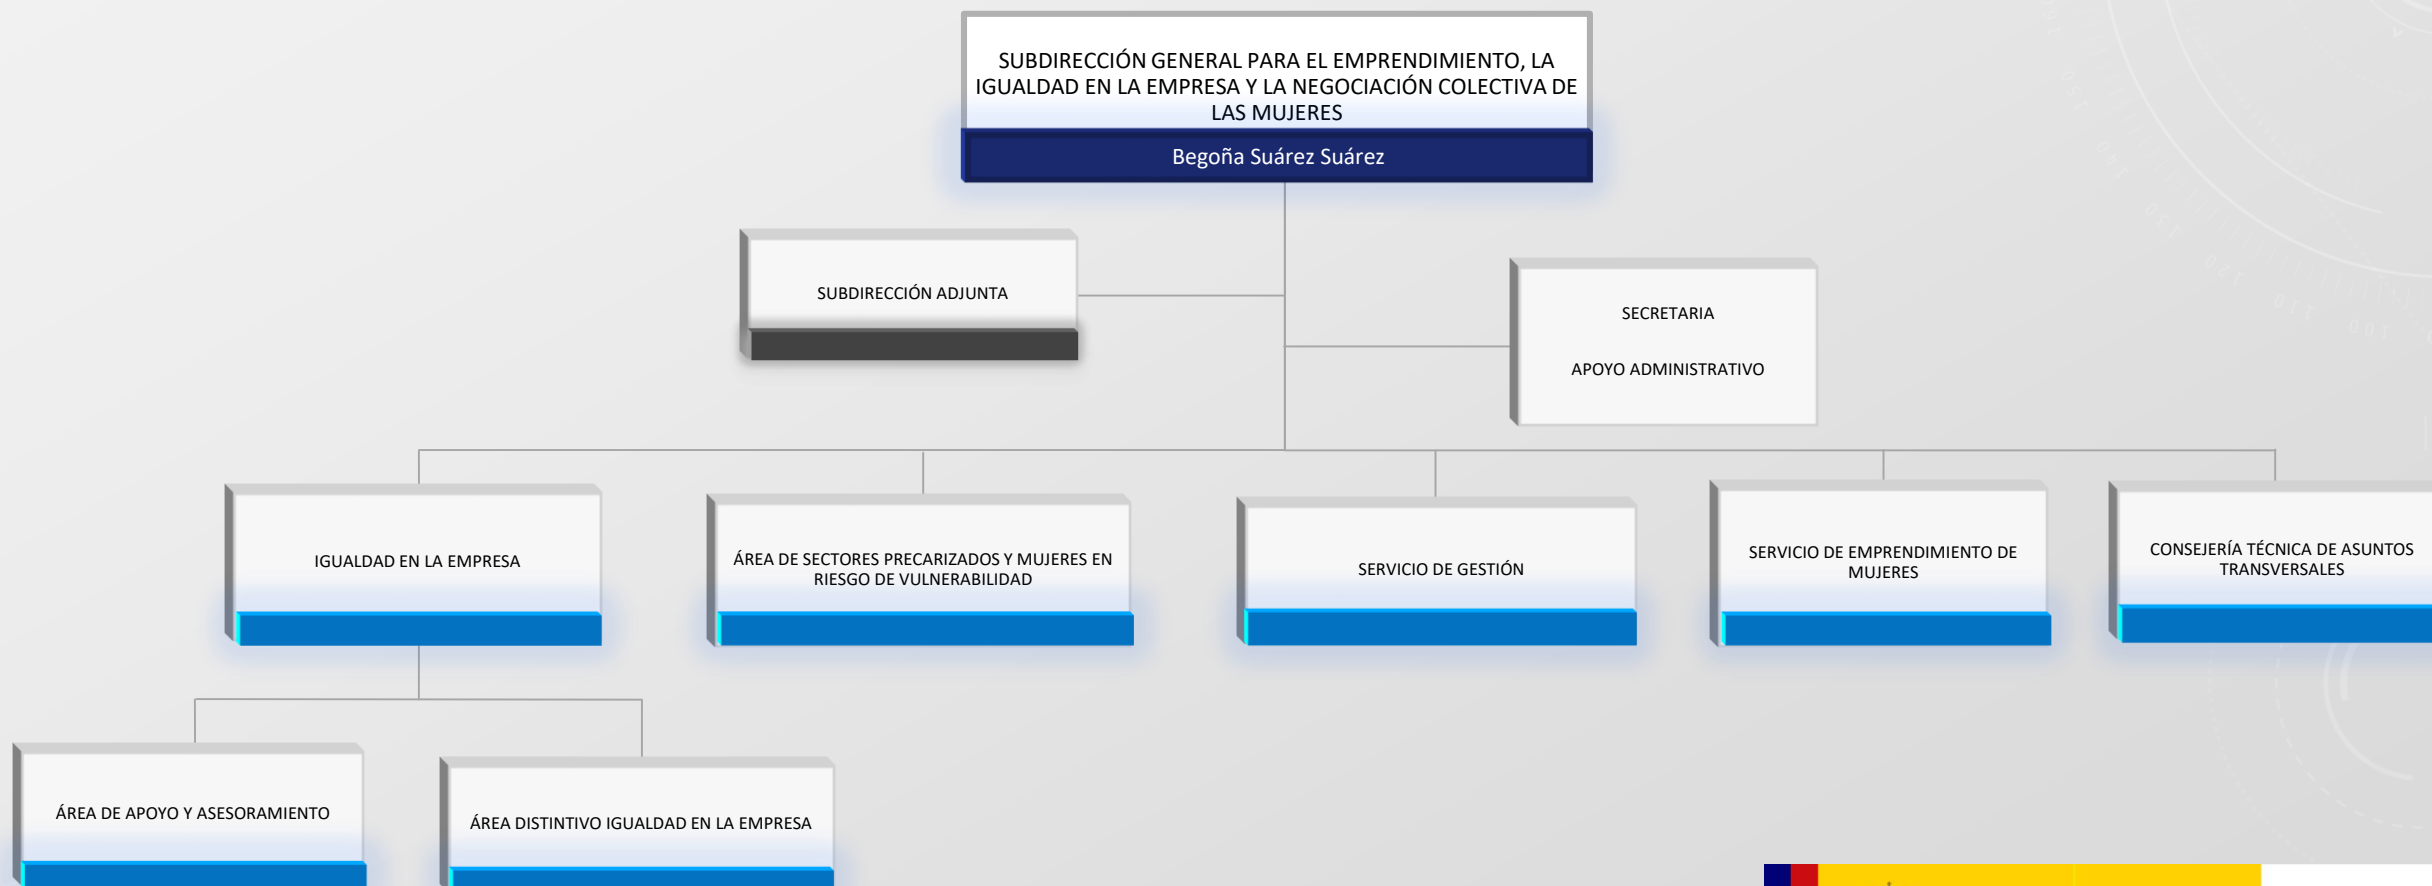 SUBDIRECCIÓN GENERAL PARA EL EMPRENDIMIENTO, LA
IGUALDAD EN LA EMPRESA Y LA NEGOCIACIÓN COLECTIVA DE
LAS MUJERES
Begoña Suárez Suárez
SUBDIRECCIÓN ADJUNTA
SECRETARIA
APOYO ADMINISTRATIVO
IGUALDAD EN LA EMPRESA
ÁREA DE SECTORES PRECARIZADOS Y MUJERES EN
RIESGO DE VULNERABILIDAD
SERVICIO DE GESTIÓN
SERVICIO DE EMPRENDIMIENTO DE
MUJERES
CONSEJERÍA TÉCNICA DE ASUNTOS
TRANSVERSALES
ÁREA DE APOYO Y ASESORAMIENTO
ÁREA DISTINTIVO IGUALDAD EN LA EMPRESA